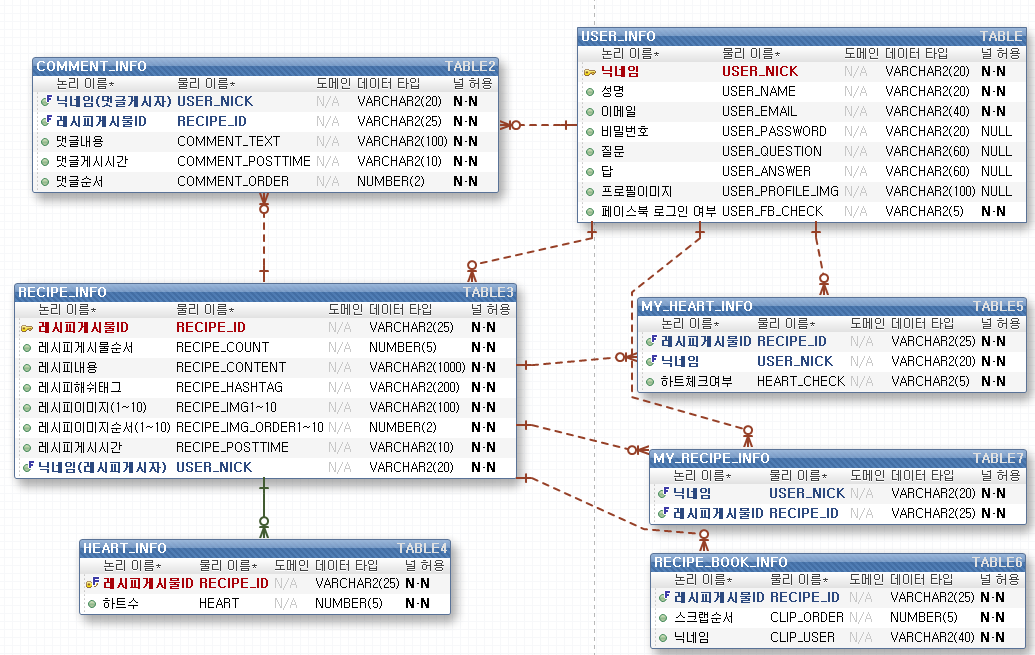 COMMENT_INFO TABLE2
논리 이름* 물리 이름* 도메인 데이터 타입 널 허용
닉네임(댓글게시자) USER_NICK N/A VARCHAR2(20) N·N
레시피게시물ID RECIPE_ID N/A VARCHAR2(25) N·N
댓글내용 COMMENT_TEXT N/A VARCHAR2(100) N·N
댓글게시시간 COMMENT_POSTTIME N/A VARCHAR2(10) N·N
댓글순서 COMMENT_ORDER N/A NUMBER(2) N·N
USER_INFO TABLE
논리 이름* 물리 이름* 도메인 데이터 타입 널 허용
닉네임 USER_NICK N/A VARCHAR2(20) N·N
성명 USER_NAME N/A VARCHAR2(20) N·N
이메일 USER_EMAIL N/A VARCHAR2(40) N·N
비밀번호 USER_PASSWORD N/A VARCHAR2(20) NULL
질문 USER_QUESTION N/A VARCHAR2(60) NULL
답 USER_ANSWER N/A VARCHAR2(60) NULL
프로필이미지 USER_PROFILE_IMG N/A VARCHAR2(100) NULL
페이스북 로그인 여부 USER_FB_CHECK N/A VARCHAR2(5) N·N
RECIPE_INFO TABLE3
논리 이름* 물리 이름* 도메인 데이터 타입 널 허용
레시피게시물ID RECIPE_ID N/A VARCHAR2(25) N·N
레시피게시물순서 RECIPE_COUNT N/A NUMBER(5) N·N
레시피내용 RECIPE_CONTENT N/A VARCHAR2(1000) N·N
레시피해쉬태그 RECIPE_HASHTAG N/A VARCHAR2(200) N·N
레시피이미지(1~10) RECIPE_IMG1~10 N/A VARCHAR2(100) N·N
레시피이미지순서(1~10) RECIPE_IMG_ORDER1~10 N/A NUMBER(2) N·N
레시피게시시간 RECIPE_POSTTIME N/A VARCHAR2(10) N·N
닉네임(레시피게시자) USER_NICK N/A VARCHAR2(20) N·N
MY_HEART_INFO TABLE5
논리 이름* 물리 이름* 도메인 데이터 타입 널 허용
레시피게시물ID RECIPE_ID N/A VARCHAR2(25) N·N
닉네임 USER_NICK N/A VARCHAR2(20) N·N
하트체크여부 HEART_CHECK N/A VARCHAR2(5) N·N
MY_RECIPE_INFO TABLE7
논리 이름* 물리 이름* 도메인 데이터 타입 널 허용
닉네임 USER_NICK N/A VARCHAR2(20) N·N
레시피게시물ID RECIPE_ID N/A VARCHAR2(25) N·N
HEART_INFO TABLE4
논리 이름* 물리 이름* 도메인 데이터 타입 널 허용
레시피게시물ID RECIPE_ID N/A VARCHAR2(25) N·N
하트수 HEART N/A NUMBER(5) N·N
RECIPE_BOOK_INFO TABLE6
논리 이름* 물리 이름* 도메인 데이터 타입 널 허용
레시피게시물ID RECIPE_ID N/A VARCHAR2(25) N·N
스크랩순서 CLIP_ORDER N/A NUMBER(5) N·N
닉네임 CLIP_USER N/A VARCHAR2(40) N·N